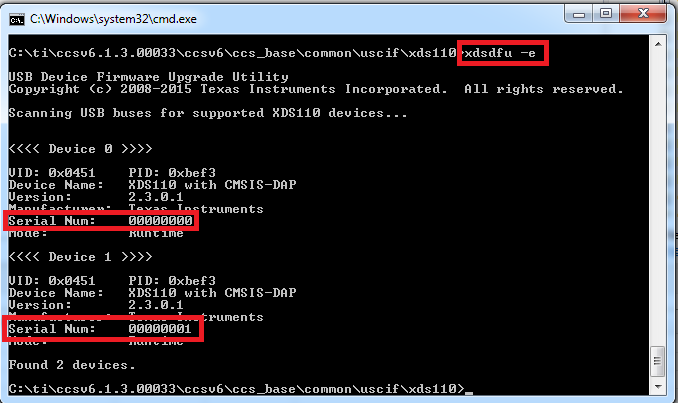 C:\Windows\system32\cmd.exe
C:\ti\ccsv6.1.3.00033\ccsv6\ccs_base\common\uscif\xds110>xdsdfu -e
USB Device Firmware Upgrade Utility
Copyright (c) 2008-2015 Texas Instruments Incorporated.  All rights reserved.
Scanning USB buses for supported XDS110 devices...
<<<< Device 0 >>>>
VID: 0x0451    PID: 0xbef3
Device Name:   XDS110 with CMSIS-DAP
Version:       2.3.0.1
Manufacturer:  Texas Instruments
Serial Num:    00000000
Mode:          Runtime
<<<< Device 1 >>>>
VID: 0x0451    PID: 0xbef3
Device Name:   XDS110 with CMSIS-DAP
Version:       2.3.0.1
Manufacturer:  Texas Instruments
Serial Num:    00000001
Mode:          Runtime
Found 2 devices.
C:\ti\ccsv6.1.3.00033\ccsv6\ccs_base\common\uscif\xds110>_